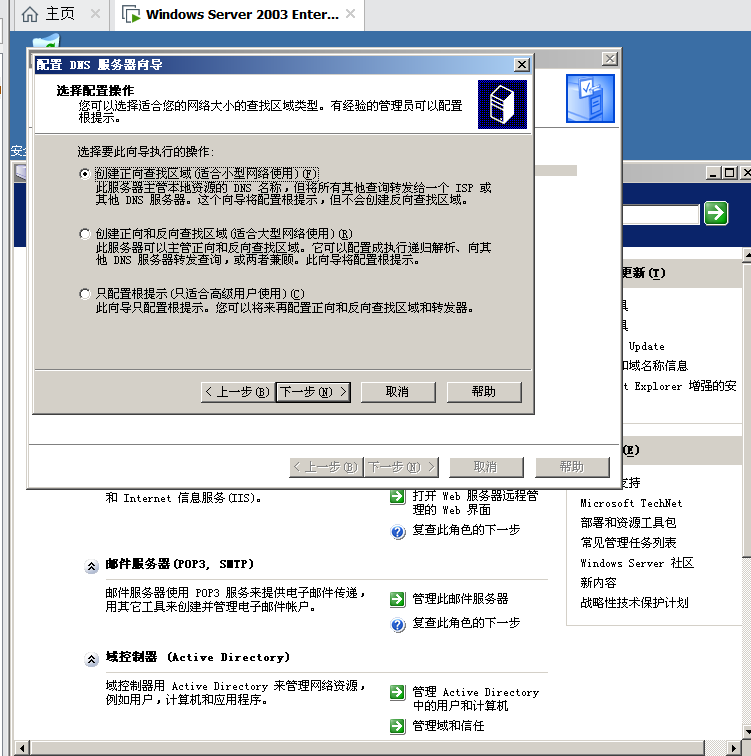 主页
Windows Server 2003 Enter...
配置 DNS 服务器向导
选择配置操作
您可以选择适合您的网络大小的查找区域类型。有经验的管理员可以配置
根提示。
选择要此向导执行的操作:
创建正向查找区域(适合小型网络使用)(F)
此服务器主管本地资源的 DNS 名称,但将所有其他查询转发给一个 ISP 或
其他 DNS 服务器。这个向导将配置根提示,但不会创建反向查找区域。
创建正向和反向查找区域(适合大型网络使用)(R)
此服务器可以主管正向和反向查找区域。它可以配置成执行递归解析、向其
他 DNS 服务器转发查询,或两者兼顾。此向导将配置根提示。
只配置根提示(只适合高级用户使用)(C)
此向导只配置根提示。您可以将来再配置正向和反向查找区域和转发器。
< 上一步(B)
下一步(N) >
取消
帮助
< 上一步(B)
下一步(N) >
取消
帮助
安
更新(T)
具
具
Update
和域名称信息
t Explorer 增强的安
(E)
支持
Microsoft TechNet
部署和资源工具包
常见管理任务列表
Windows Server 社区
新内容
战略性技术保护计划
和 Internet 信息服务(IIS)。
打开 Web 服务器远程管
理的 Web 界面
复查此角色的下一步
邮件服务器(POP3, SMTP)
邮件服务器使用 POP3 服务来提供电子邮件传递,
用其它工具来创建并管理电子邮件帐户。
管理此邮件服务器
复查此角色的下一步
域控制器 (Active Directory)
域控制器用 Active Directory 来管理网络资源,
例如用户,计算机和应用程序。
管理 Active Directory
中的用户和计算机
管理域和信任